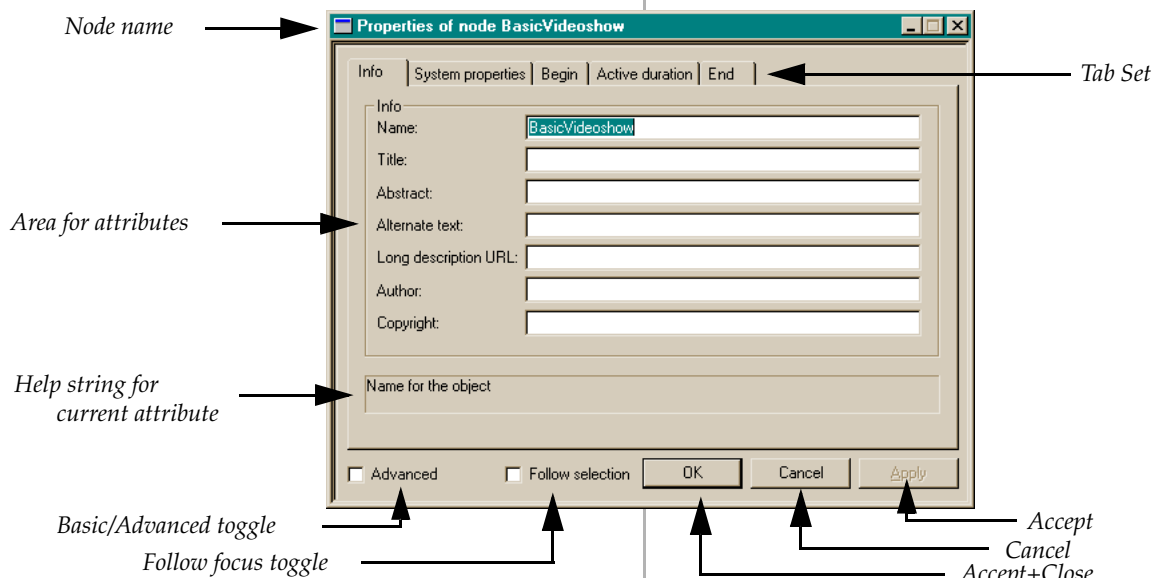 Node name
Properties of node BasicVideoshow
Info System properties Begin Active duration End
Tab Set
Info
Name: BasicVideoshow
Title:
Abstract:
Area for attributes
Alternate text:
Long description URL:
Author:
Copyright:
Help string for
current attribute
Name for the object
Advanced Follow selection OK Cancel Apply
Basic/Advanced toggle
Accept
Follow focus toggle
Cancel
Accept+Close